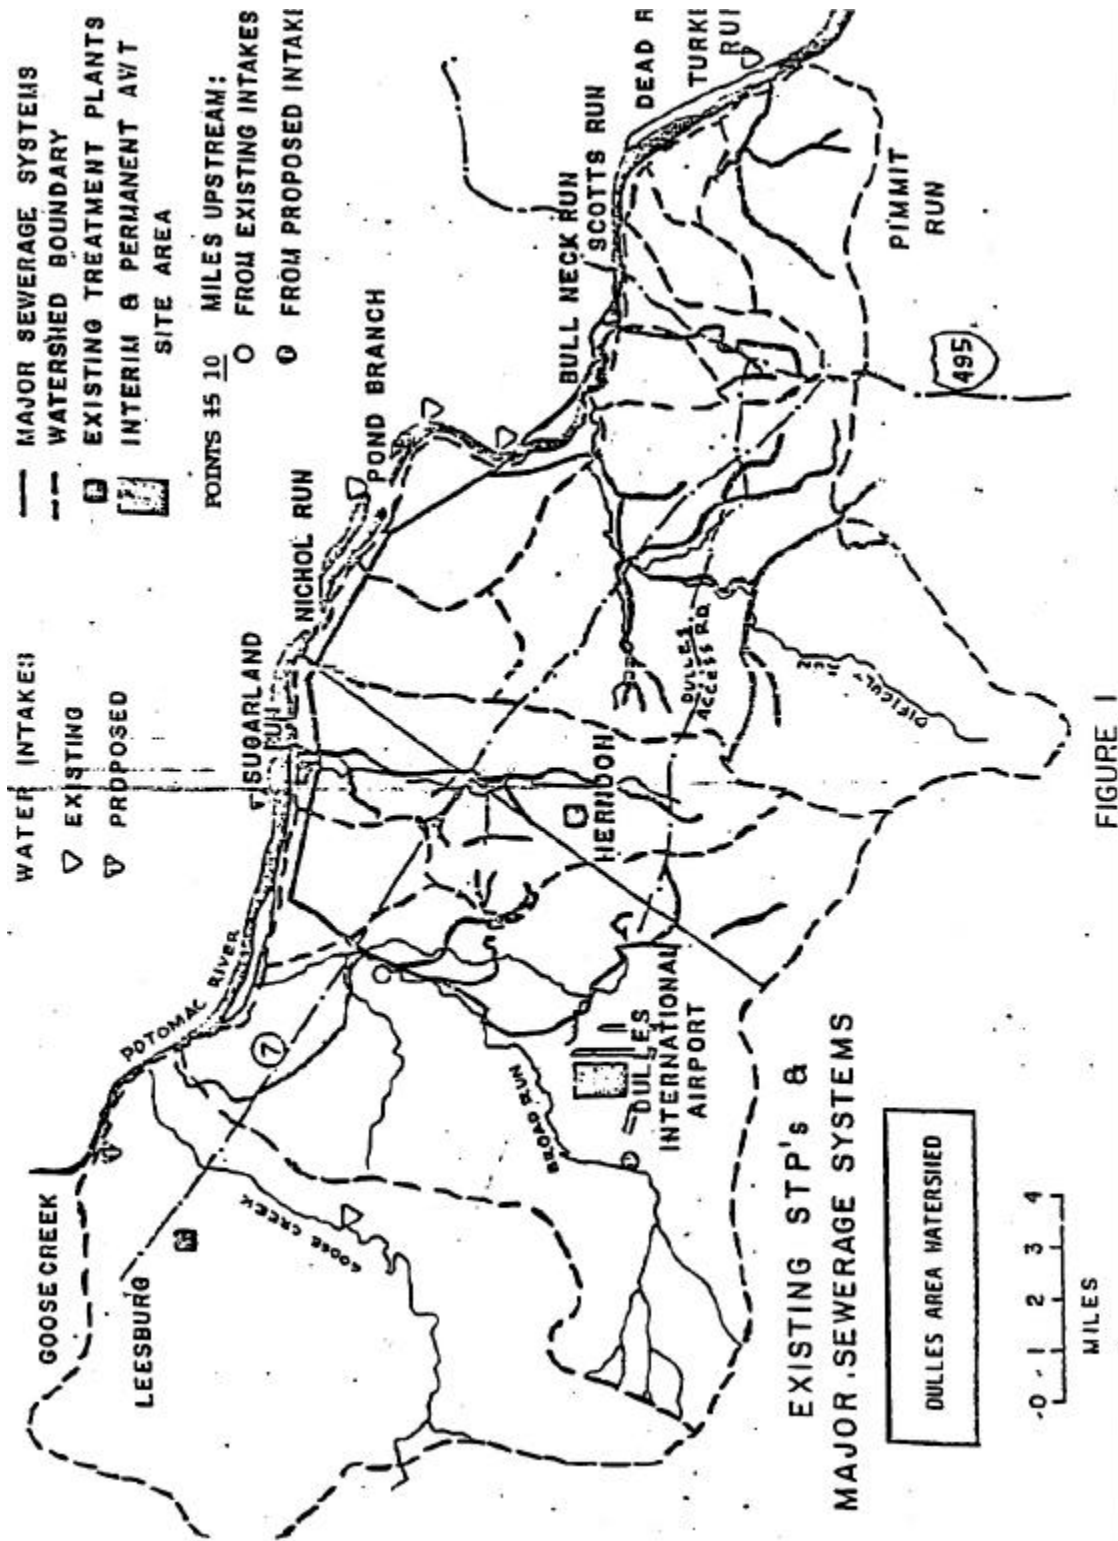 MAJOR SEWERAGE SYSTEMS
WATERSHED BOUNDARY
EXISTING TREATMENT PLANTS
INTERIM & PERMANENT AWT
SITE AREA
POINTS 15 10 MILES UPSTREAM:
FROM EXISTING INTAKES
FROM PROPOSED INTAKE
WATER INTAKES
EXISTING
PROPOSED
GOOSE CREEK
LEESBURG
POTOMAC RIVER
7
GOOSE CREEK
SUGARLAND
RUN
NICHOL RUN
POND BRANCH
BULL NECK RUN
SCOTTS RUN
DEAD R
TURKE
RUN
PIMMIT
RUN
495
BROAD RUN
DULLES
INTERNATIONAL
AIRPORT
HERNDON
DULLES
ACCESS RD.
DIFICULT RUN
EXISTING STP's &
MAJOR SEWERAGE SYSTEMS
DULLES AREA WATERSHED
0 1 2 3 4
MILES
FIGURE 1